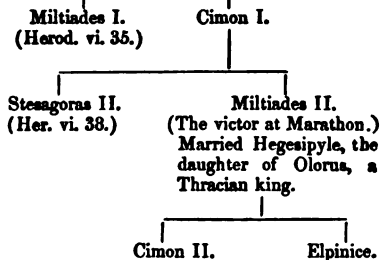 Miltiades I. Cimon I.
(Herod. vi. 35.)
Stesagoras II. Miltiades II.
(Her. vi. 38.) (The victor at Marathon.)
Married Hegesipyle, the
daughter of Olorus, a
Thracian king.
Cimon II. Elpinice.